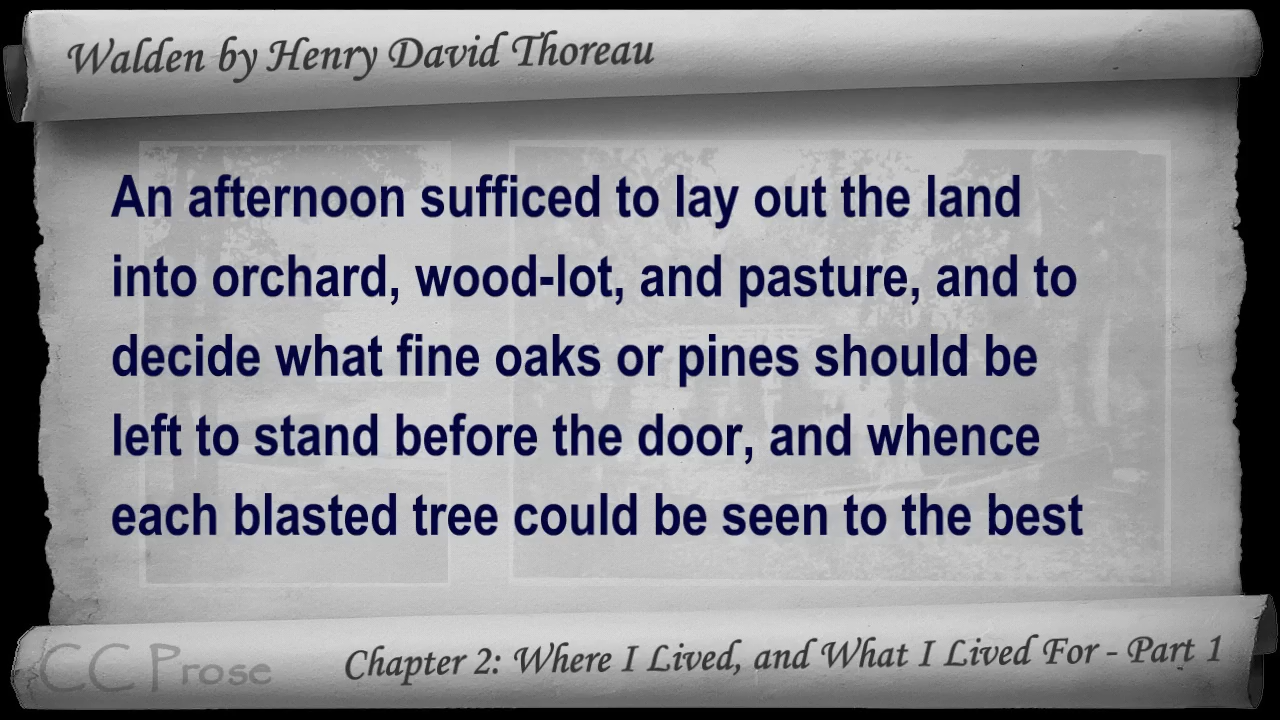 Walden by Henry David Thoreau
An afternoon sufficed to lay out the land
into orchard, wood-lot, and pasture, and to
decide what fine oaks or pines should be
left to stand before the door, and whence
each blasted tree could be seen to the best
CC Prose
Chapter 2: Where I Lived, and What I Lived For - Part 1